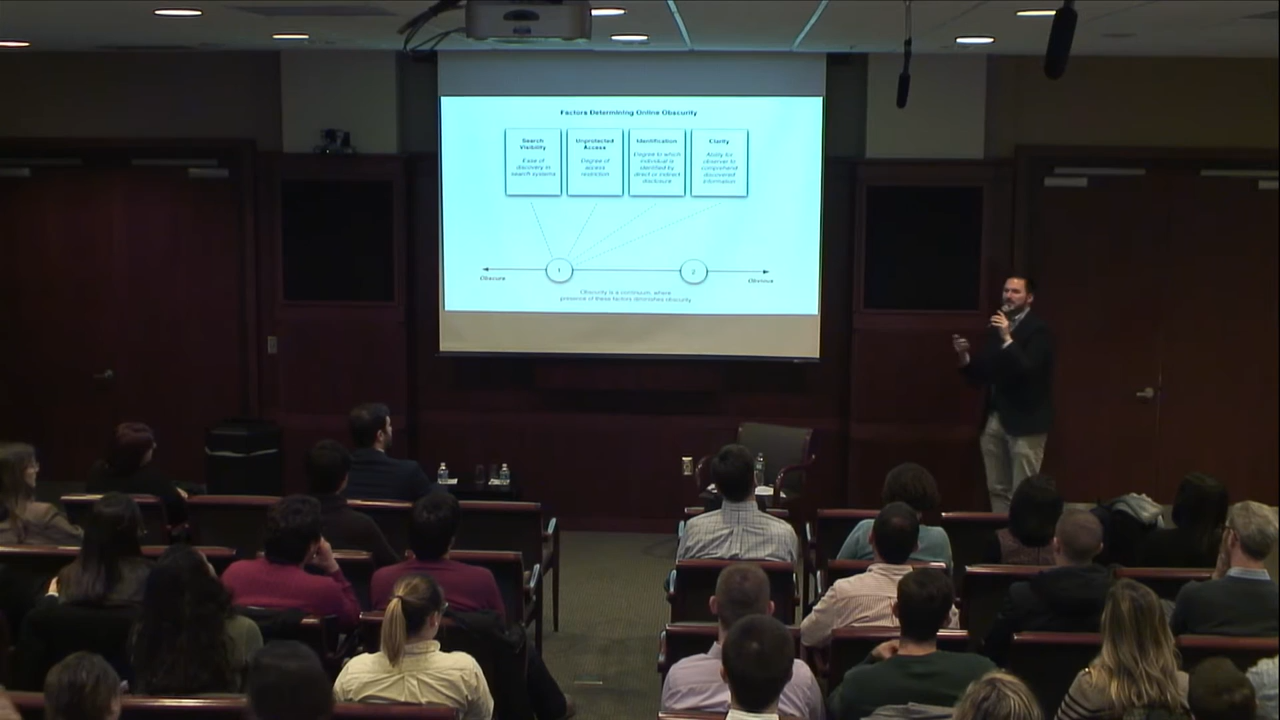 Factors Determining Online Obscurity
Search
Visibility
Ease of
discovery in
search systems
Unprotected
Access
Degree of
access
restriction
Identification
Degree to which
individual is
identified by
direct or indirect
disclosure
Clarity
Ability for
observer to
comprehend
discovered
information
1
2
Obscure
Obvious
Obscurity is a continuum, where
presence of these factors diminishes obscurity